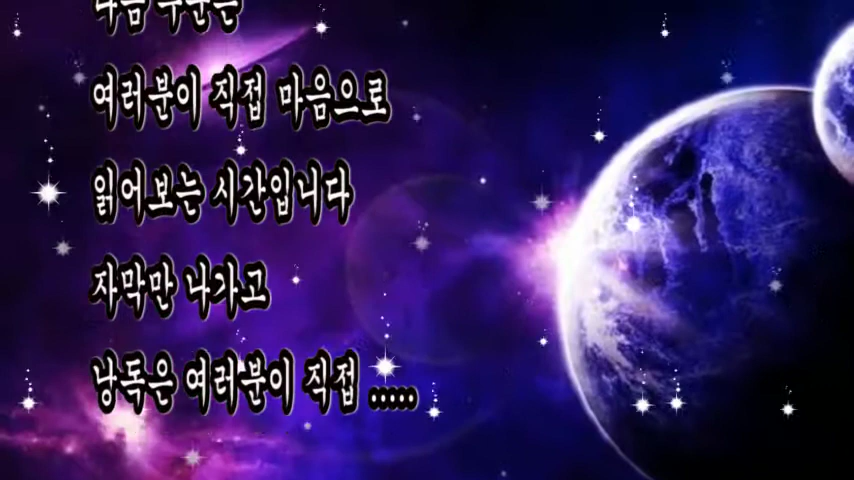 여러분이 직접 마음으로
읽어보는 시간입니다
자막만 나가고
낭독은 여러분이 직접 .....